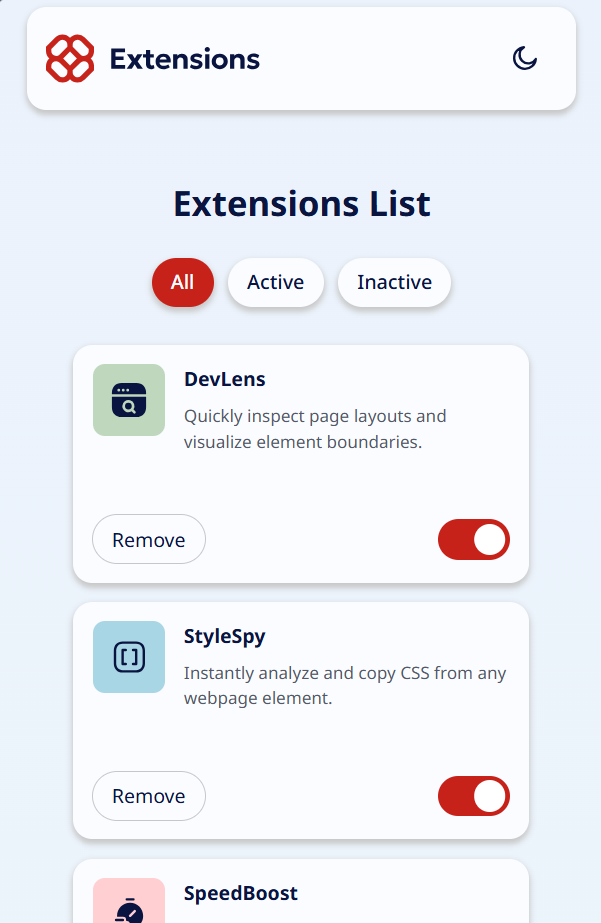 Extensions
Extensions List
All
Active
Inactive
DevLens
Quickly inspect page layouts and
visualize element boundaries.
Remove
StyleSpy
Instantly analyze and copy CSS from any
webpage element.
Remove
SpeedBoost